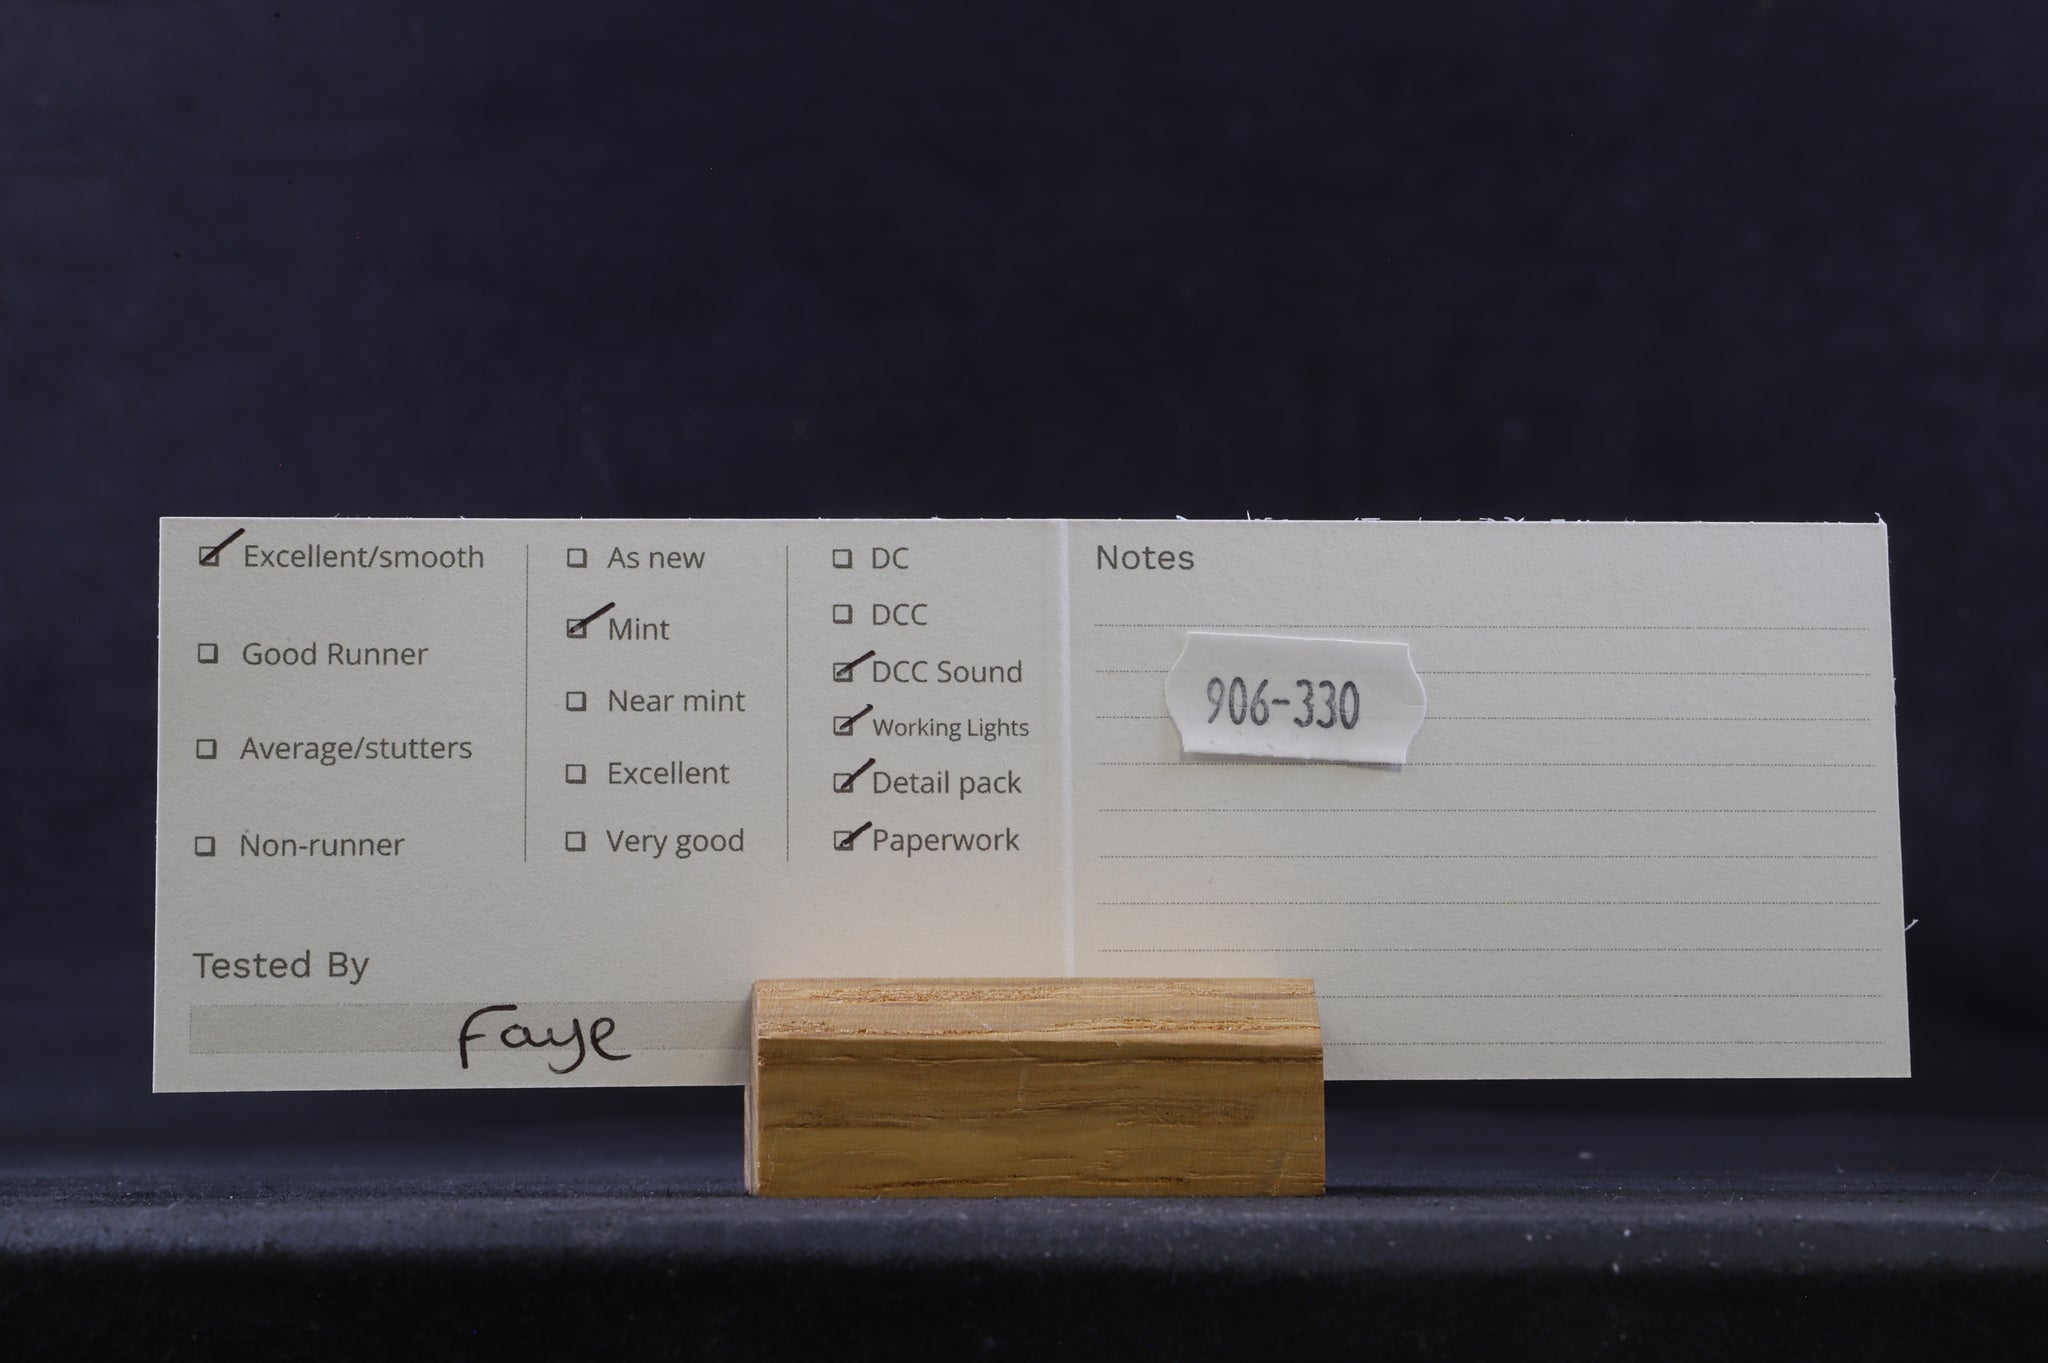 Excellent/smooth
Good Runner
Average/stutters
Non-runner
As new
Mint
Near mint
Excellent
Very good
DC
DCC
DCC Sound
Working Lights
Detail pack
Paperwork
Tested By
Faye
Notes
906-330